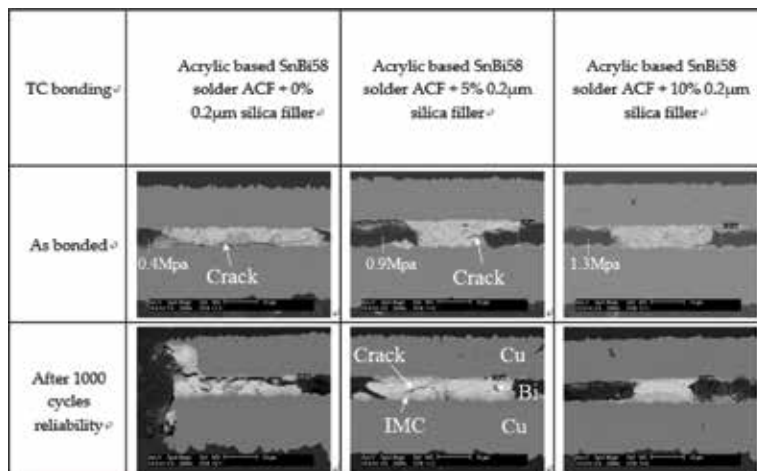 TC bonding
Acrylic based SnBi58
solder ACF + 0%
0.2μm silica filler
Acrylic based SnBi58
solder ACF + 5% 0.2μm
silica filler
Acrylic based SnBi58
solder ACF + 10% 0.2μm
silica filler
As bonded
0.4Mpa
Crack
0.9Mpa
Crack
1.3Mpa
After 1000
cycles
reliability
Crack
IMC
Cu
Bi
Cu